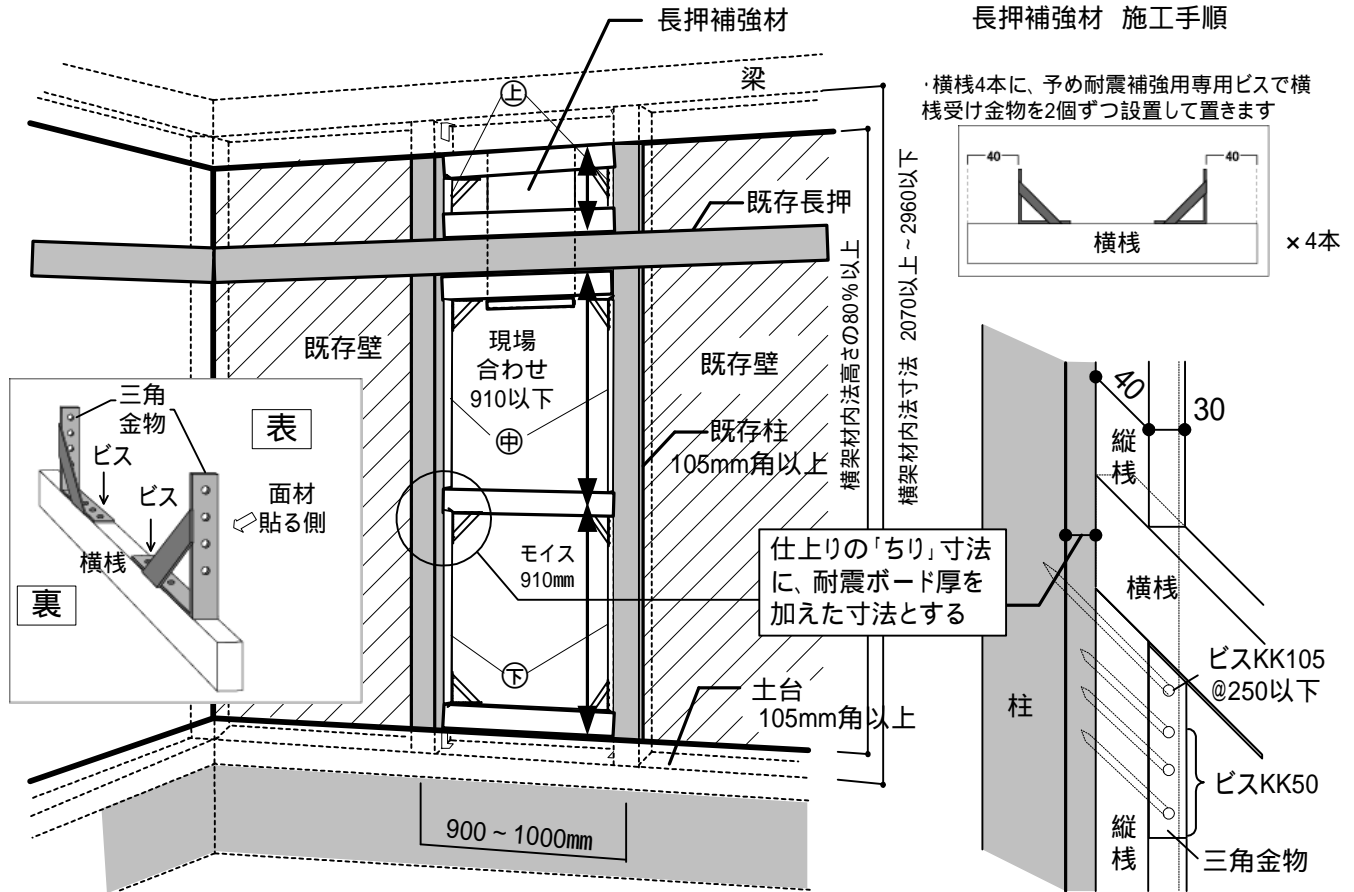 長押補強材
長押補強材 施工手順
・横桟4本に、予め耐震補強用専用ビスで横
桟受け金物を2個ずつ設置して置きます
40
40
横桟
×4本
梁
上
既存長押
横架材内法高さの80%以上
横架材内法寸法 2070以上~2960以下
既存壁
現場
合わせ
910以下
既存壁
中
既存柱
105mm角以上
三角
金物
表
ビス
ビス
面材
貼る側
横桟
裏
モイス
910mm
仕上りの「ちり」寸法
に、耐震ボード厚を
加えた寸法とする
下
土台
105mm角以上
900~1000mm
40
30
縦
桟
横桟
ビスKK105
@250以下
柱
ビスKK50
縦
桟
三角金物